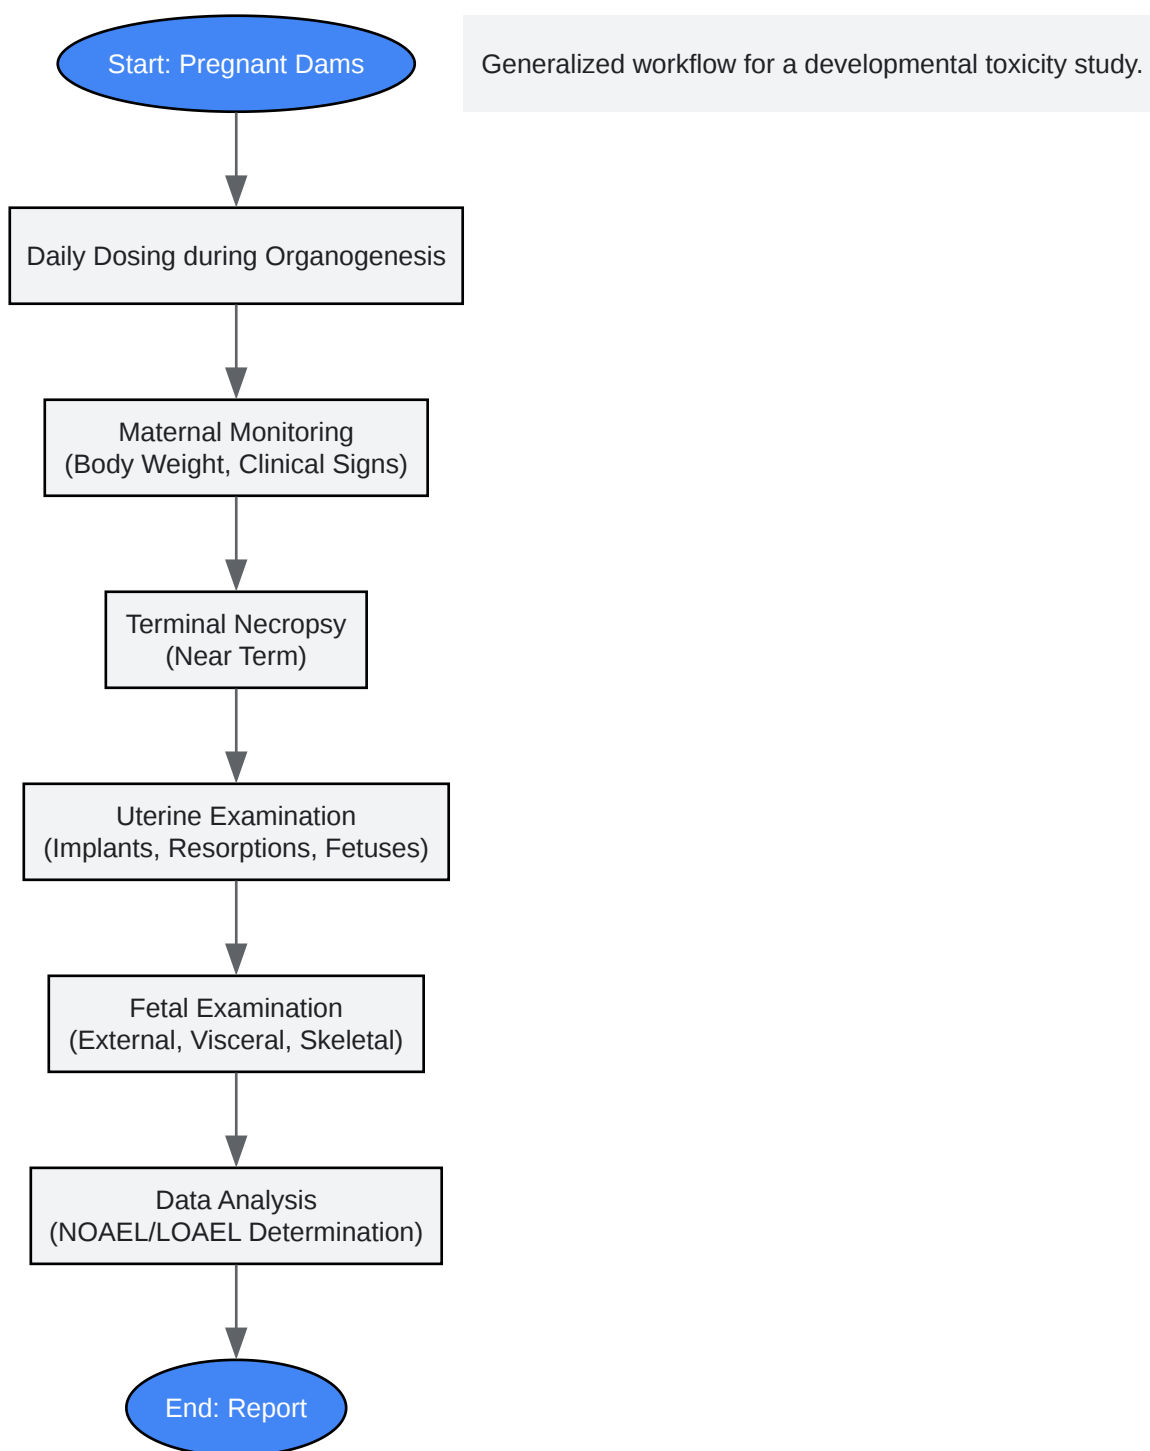 Start: Pregnant Dams
Generalized workflow for a developmental toxicity study.
Daily Dosing during Organogenesis
Maternal Monitoring
(Body Weight, Clinical Signs)
Terminal Necropsy
(Near Term)
Uterine Examination
(Implants, Resorptions, Fetuses)
Fetal Examination
(External, Visceral, Skeletal)
Data Analysis
(NOAEL/LOAEL Determination)
End: Report